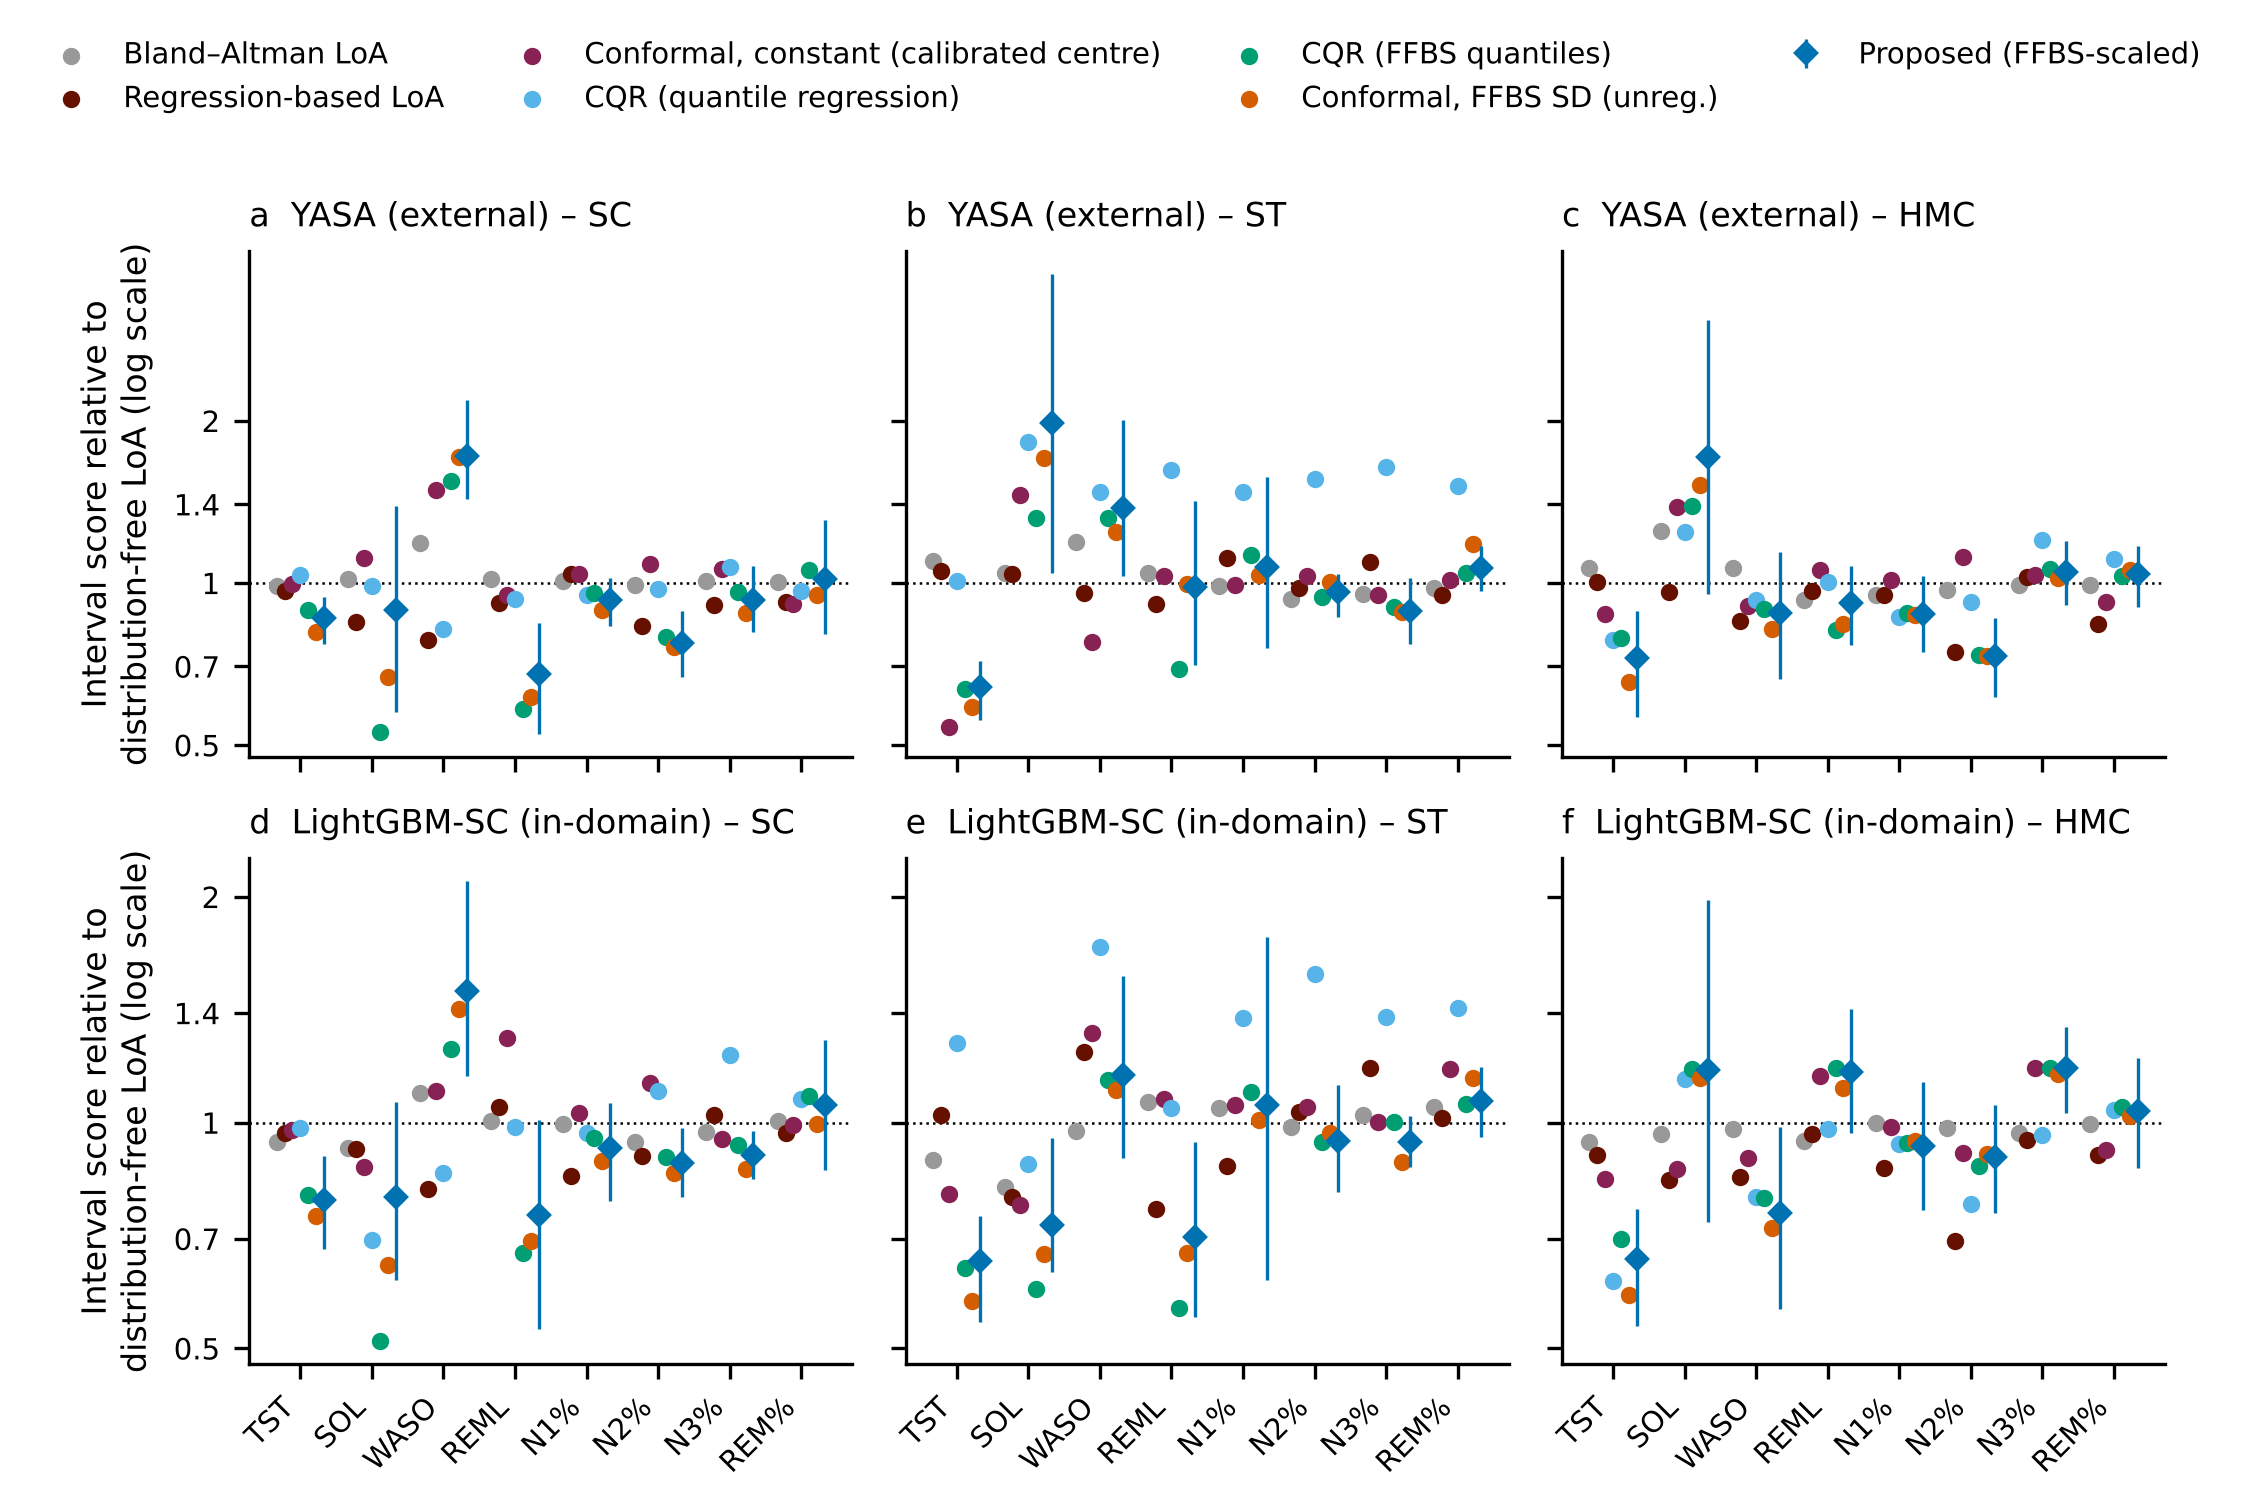 Bland–Altman LoA
Regression-based LoA
Conformal, constant (calibrated centre)
CQR (quantile regression)
CQR (FFBS quantiles)
Conformal, FFBS SD (unreg.)
Proposed (FFBS-scaled)
a YASA (external) – SC
b YASA (external) – ST
c YASA (external) – HMC
Interval score relative to
distribution-free LoA (log scale)
2
1.4
1
0.7
0.5
d LightGBM-SC (in-domain) – SC
e LightGBM-SC (in-domain) – ST
f LightGBM-SC (in-domain) – HMC
Interval score relative to
distribution-free LoA (log scale)
2
1.4
1
0.7
0.5
TST
SOL
WASO
REML
N1%
N2%
N3%
REM%
TST
SOL
WASO
REML
N1%
N2%
N3%
REM%
TST
SOL
WASO
REML
N1%
N2%
N3%
REM%